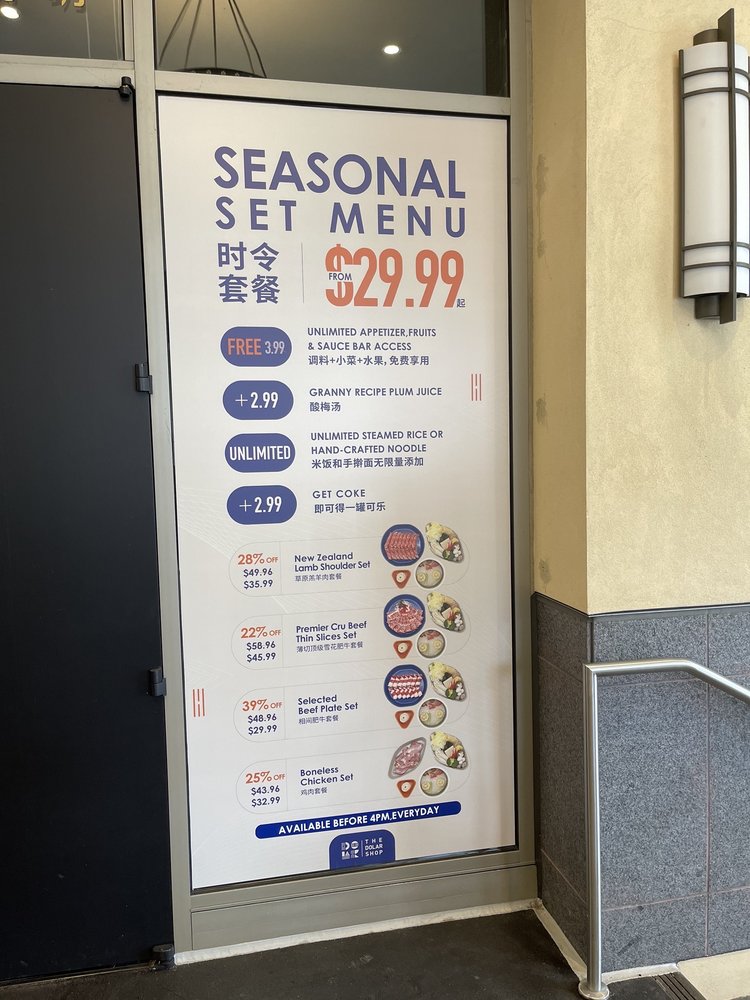 SEASONAL
SET MENU
时令
套餐
FROM
$29.99起
FREE 3.99
UNLIMITED APPETIZER,FRUITS
& SAUCE BAR ACCESS
调料+小菜+水果，免费享用
+2.99
GRANNY RECIPE PLUM JUICE
酸梅汤
UNLIMITED
UNLIMITED STEAMED RICE OR
HAND-CRAFTED NOODLE
米饭和手擀面无限量添加
+2.99
GET COKE
即可得一罐可乐
28% OFF
$49.96
$35.99
New Zealand
Lamb Shoulder Set
草原羔羊肉套餐
22% OFF
$58.96
$45.99
Premier Cru Beef
Thin Slices Set
薄切顶级雪花肥牛套餐
39% OFF
$48.96
$29.99
Selected
Beef Plate Set
相间肥牛套餐
25% OFF
$43.96
$32.99
Boneless
Chicken Set
鸡肉套餐
AVAILABLE BEFORE 4PM,EVERYDAY
THE
DOLAR
SHOP